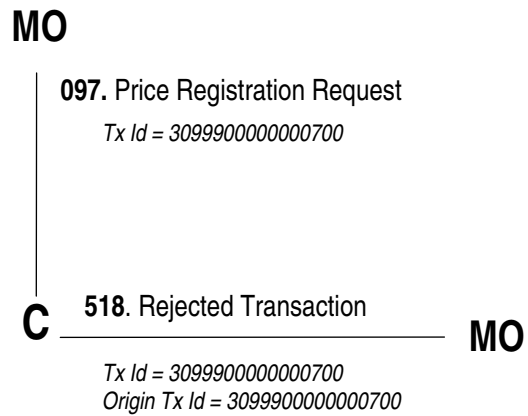 MO
097. Price Registration Request
Tx Id = 3099900000000700
C
518. Rejected Transaction
MO
Tx Id = 3099900000000700
Origin Tx Id = 3099900000000700